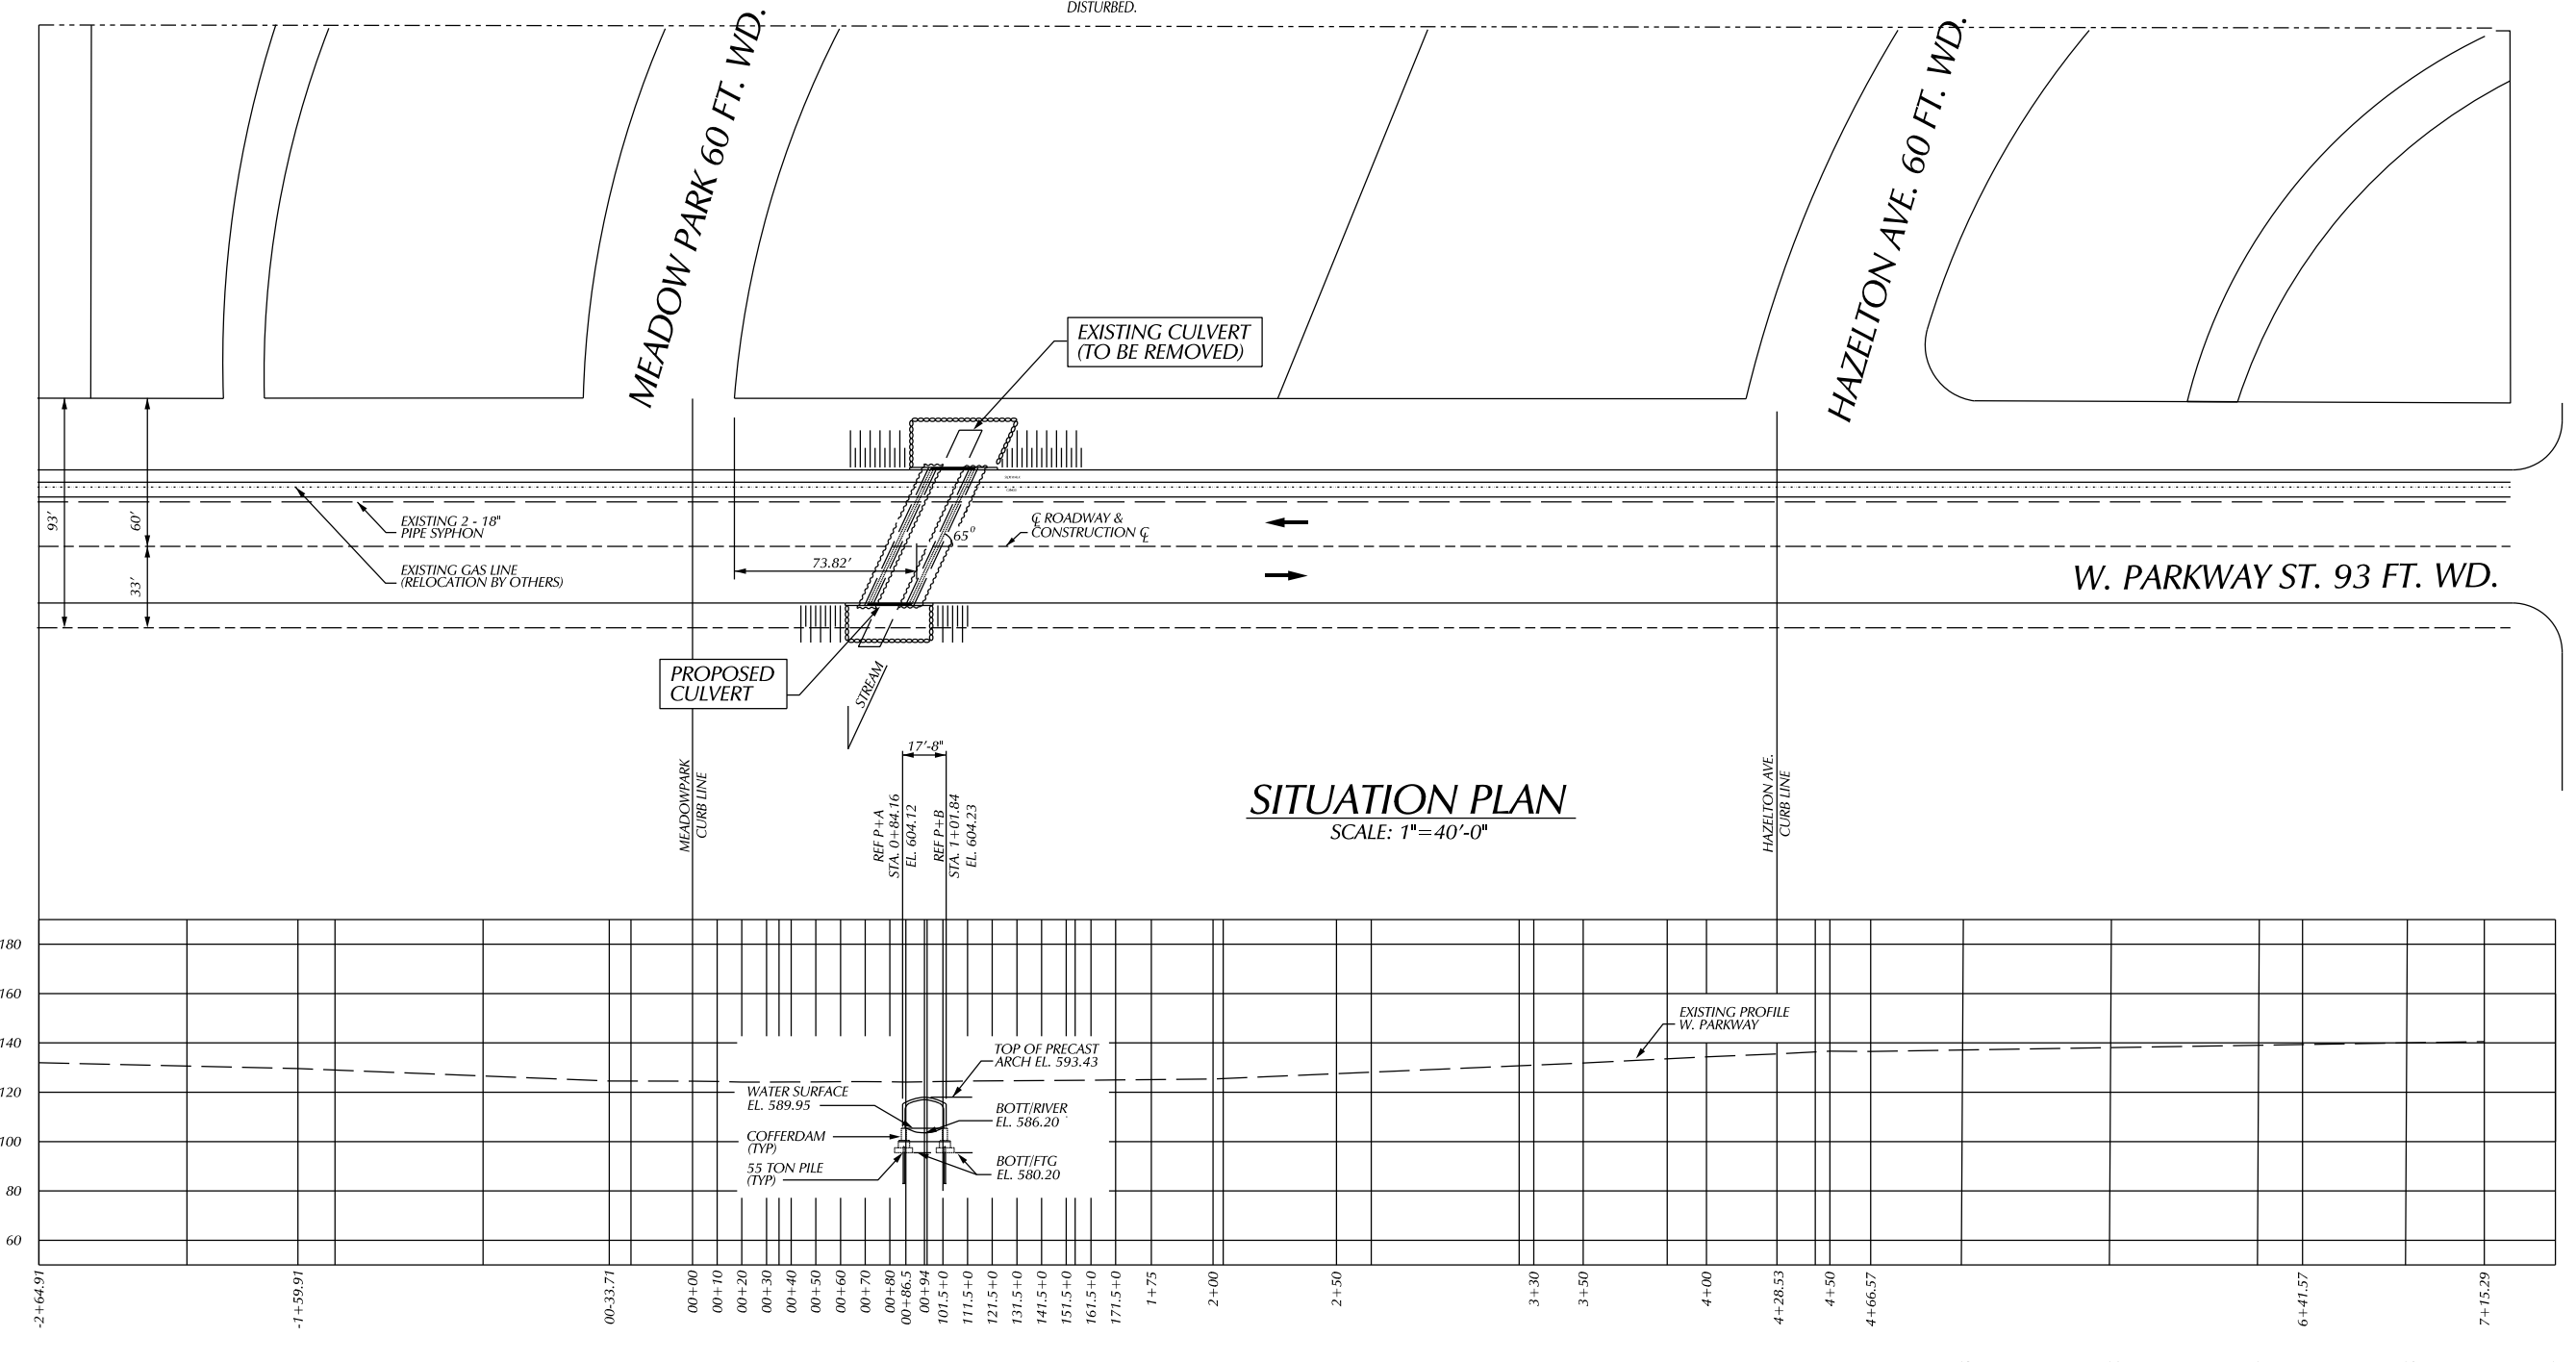 DISTURBED.
MEADOW PARK 60 FT. WD.
HAZELTON AVE. 60 FT. WD.
EXISTING CULVERT
(TO BE REMOVED)
93'
60'
33'
EXISTING 2 - 18"
PIPE SYPHON
EXISTING GAS LINE
(RELOCATION BY OTHERS)
℄ ROADWAY &
CONSTRUCTION ℄
65⁰
73.82'
W. PARKWAY ST. 93 FT. WD.
PROPOSED
CULVERT
STREAM
17'-8"
MEADOWPARK
CURB LINE
REF P+A
STA. 0+84.16
EL. 604.12
REF P+B
STA. 1+01.84
EL. 604.23
SITUATION PLAN
SCALE: 1"=40'-0"
HAZELTON AVE.
CURB LINE
180
160
140
120
100
80
60
EXISTING PROFILE
W. PARKWAY
TOP OF PRECAST
ARCH EL. 593.43
WATER SURFACE
EL. 589.95
BOTT/RIVER
EL. 586.20
COFFERDAM
(TYP)
55 TON PILE
(TYP)
BOTT/FTG
EL. 580.20
-2+64.91
-1+59.91
00-33.71
00+00
00+10
00+20
00+30
00+40
00+50
00+60
00+70
00+80
00+86.5
00+94
101.5+0
111.5+0
121.5+0
131.5+0
141.5+0
151.5+0
161.5+0
171.5+0
1+75
2+00
2+50
3+30
3+50
4+00
4+28.53
4+50
4+66.57
6+41.57
7+15.29